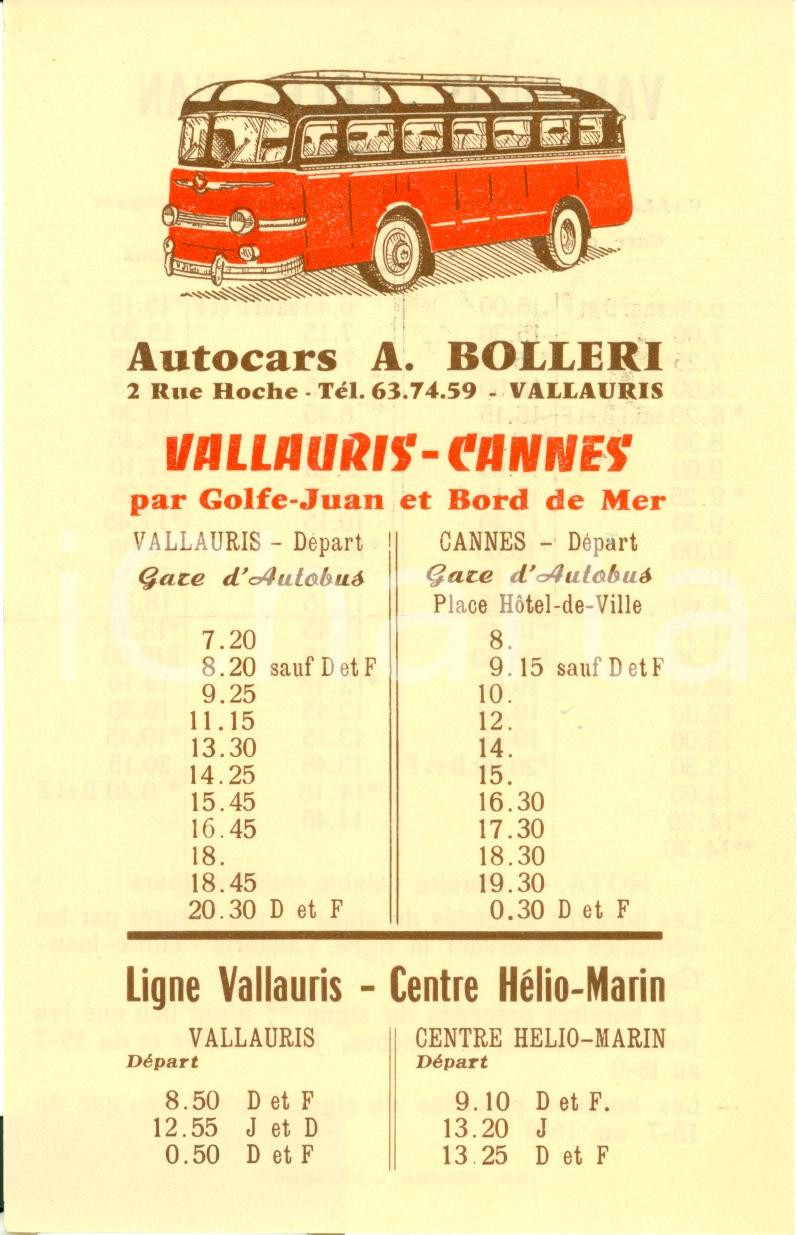 Autocars A. BOLLERI
2 Rue Hoche - Tél. 63.74.59 - VALLAURIS
VALLAURIS-CANNES
par Golfe-Juan et Bord de Mer
VALLAURIS - Départ
Gare d'Autobus
7.20
8.20 sauf D et F
9.25
11.15
13.30
14.25
15.45
16.45
18.
18.45
20.30 D et F
CANNES - Départ
Gare d'Autobus
Place Hôtel-de-Ville
8.
9.15 sauf D et F
10.
12.
14.
15.
16.30
17.30
18.30
19.30
0.30 D et F
Ligne Vallauris - Centre Hélio-Marin
VALLAURIS
Départ
8.50 D et F
12.55 J et D
0.50 D et F
CENTRE HELIO-MARIN
Départ
9.10 D et F.
13.20 J
13.25 D et F